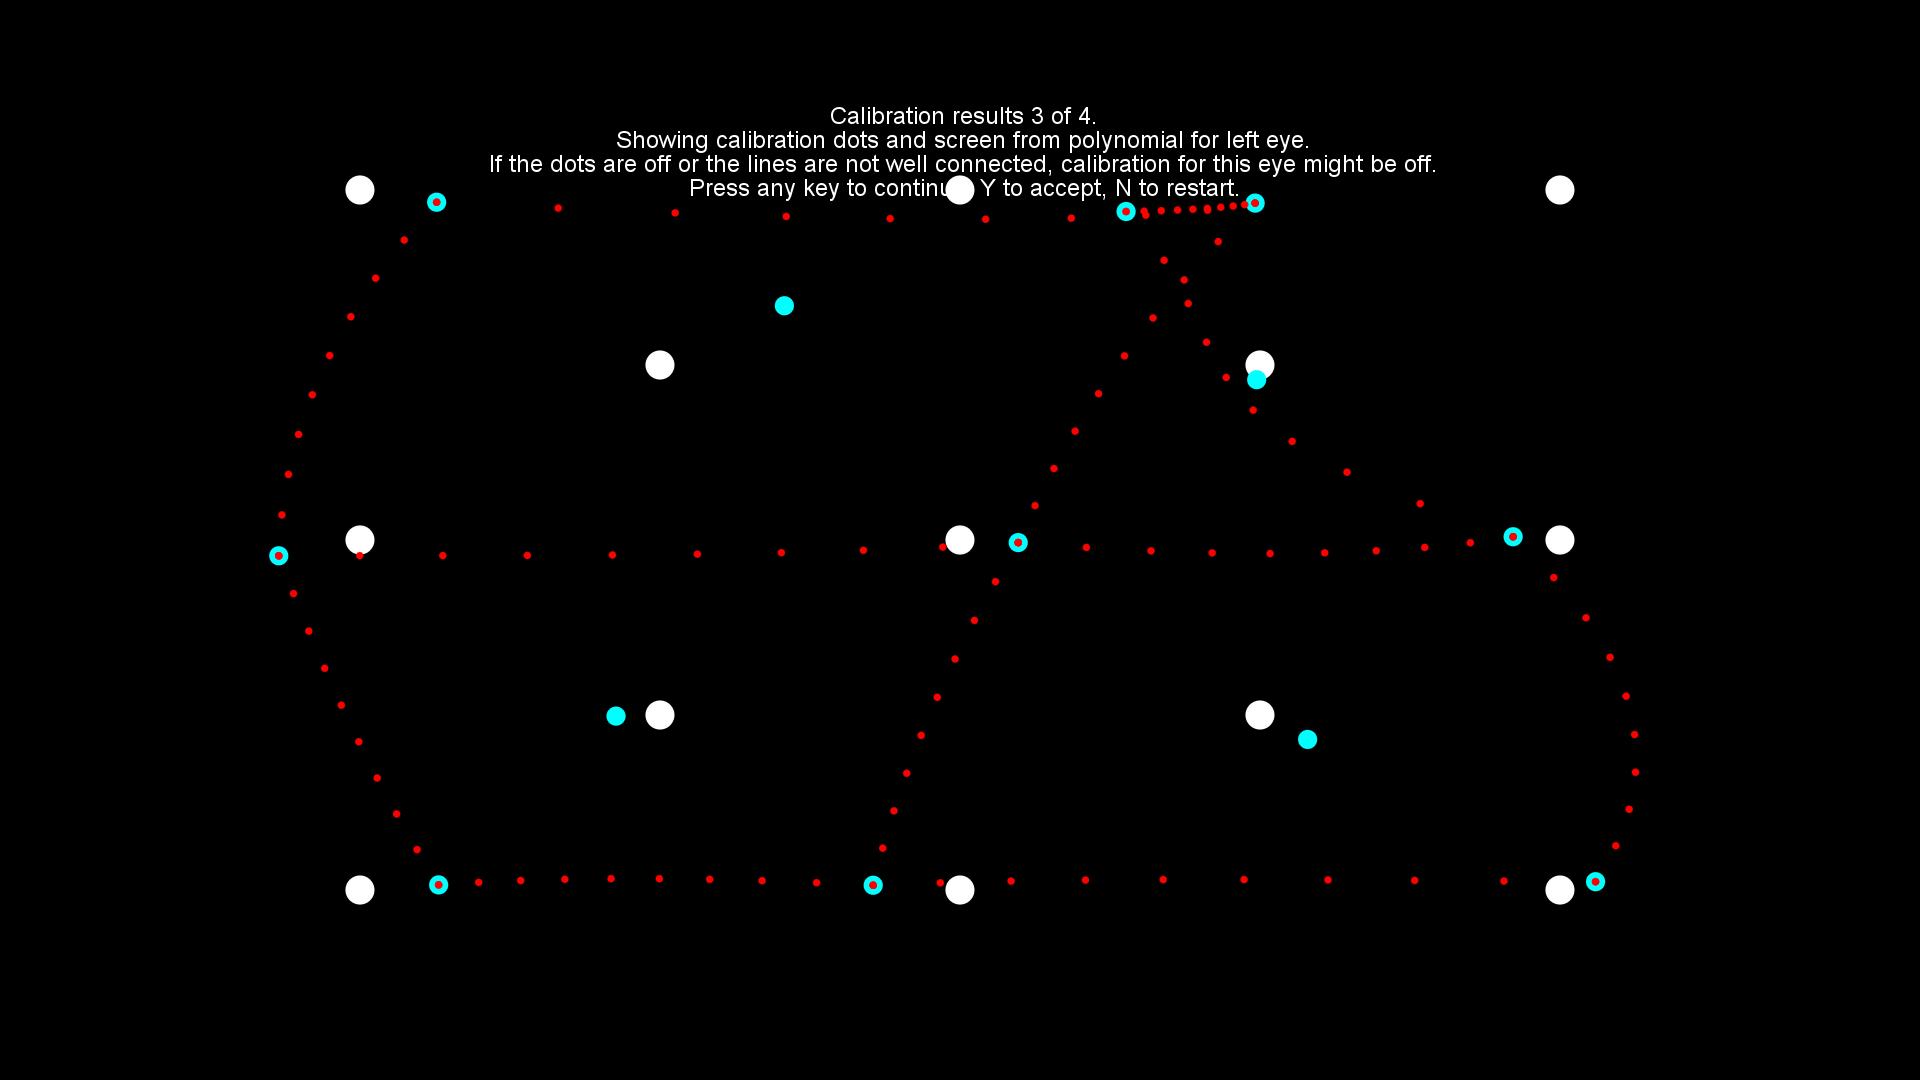 Calibration results 3 of 4.
Showing calibration dots and screen from polynomial for left eye.
If the dots are off or the lines are not well connected, calibration for this eye might be off.
Press any key to continu Y to accept, N to restart.